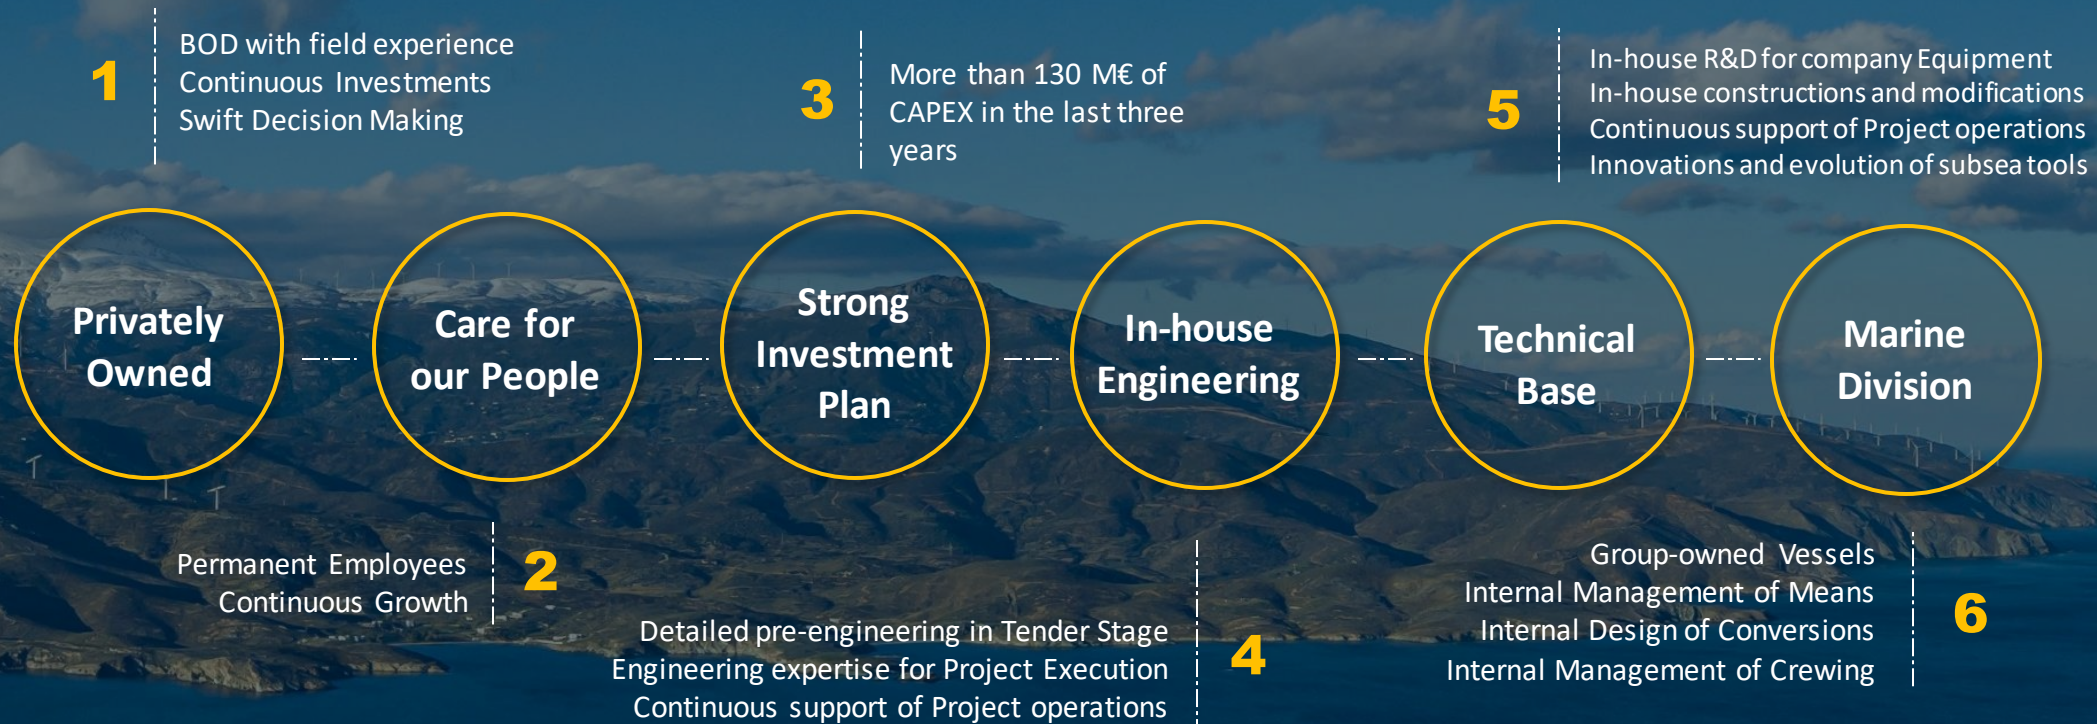 1
BOD with field experience
Continuous Investments
Swift Decision Making
3
More than 130 M€ of
CAPEX in the last three
years
5
In-house R&D for company Equipment
In-house constructions and modifications
Continuous support of Project operations
Innovations and evolution of subsea tools
Privately
Owned
Care for
our People
Strong
Investment
Plan
In-house
Engineering
Technical
Base
Marine
Division
Permanent Employees
Continuous Growth
2
Detailed pre-engineering in Tender Stage
Engineering expertise for Project Execution
Continuous support of Project operations
4
Group-owned Vessels
Internal Management of Means
Internal Design of Conversions
Internal Management of Crewing
6